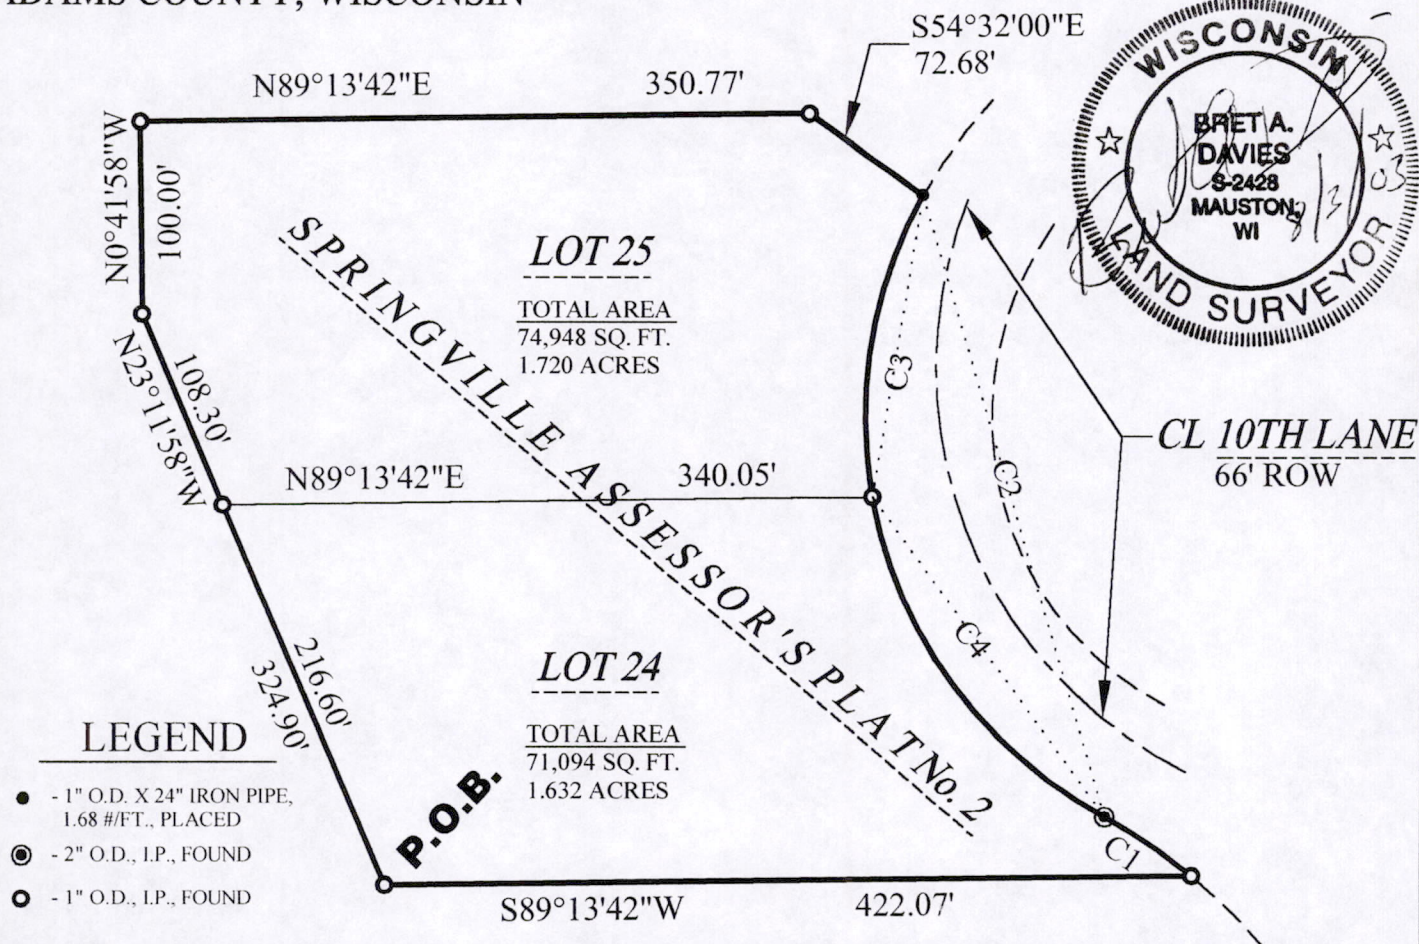 ADAMS COUNTY, WISCONSIN
S54°32'00"E
72.68'
N89°13'42"E 350.77'
N0°41'58"W
100.00'
WISCONSIN
BRET A.
DAVIES
S-2428
MAUSTON,
WI
LAND SURVEYOR
LOT 25
TOTAL AREA
74,948 SQ. FT.
1.720 ACRES
SPRINGVILLE ASSESSOR'S PLAT No. 2
N23°11'58"W
108.30'
C3
C2
CL 10TH LANE
66' ROW
N89°13'42"E 340.05'
C4
LOT 24
TOTAL AREA
71,094 SQ. FT.
1.632 ACRES
216.60'
324.90'
LEGEND
- 1" O.D. X 24" IRON PIPE,
1.68 #/FT., PLACED
- 2" O.D., I.P., FOUND
- 1" O.D., I.P., FOUND
P.O.B.
C1
S89°13'42"W 422.07'